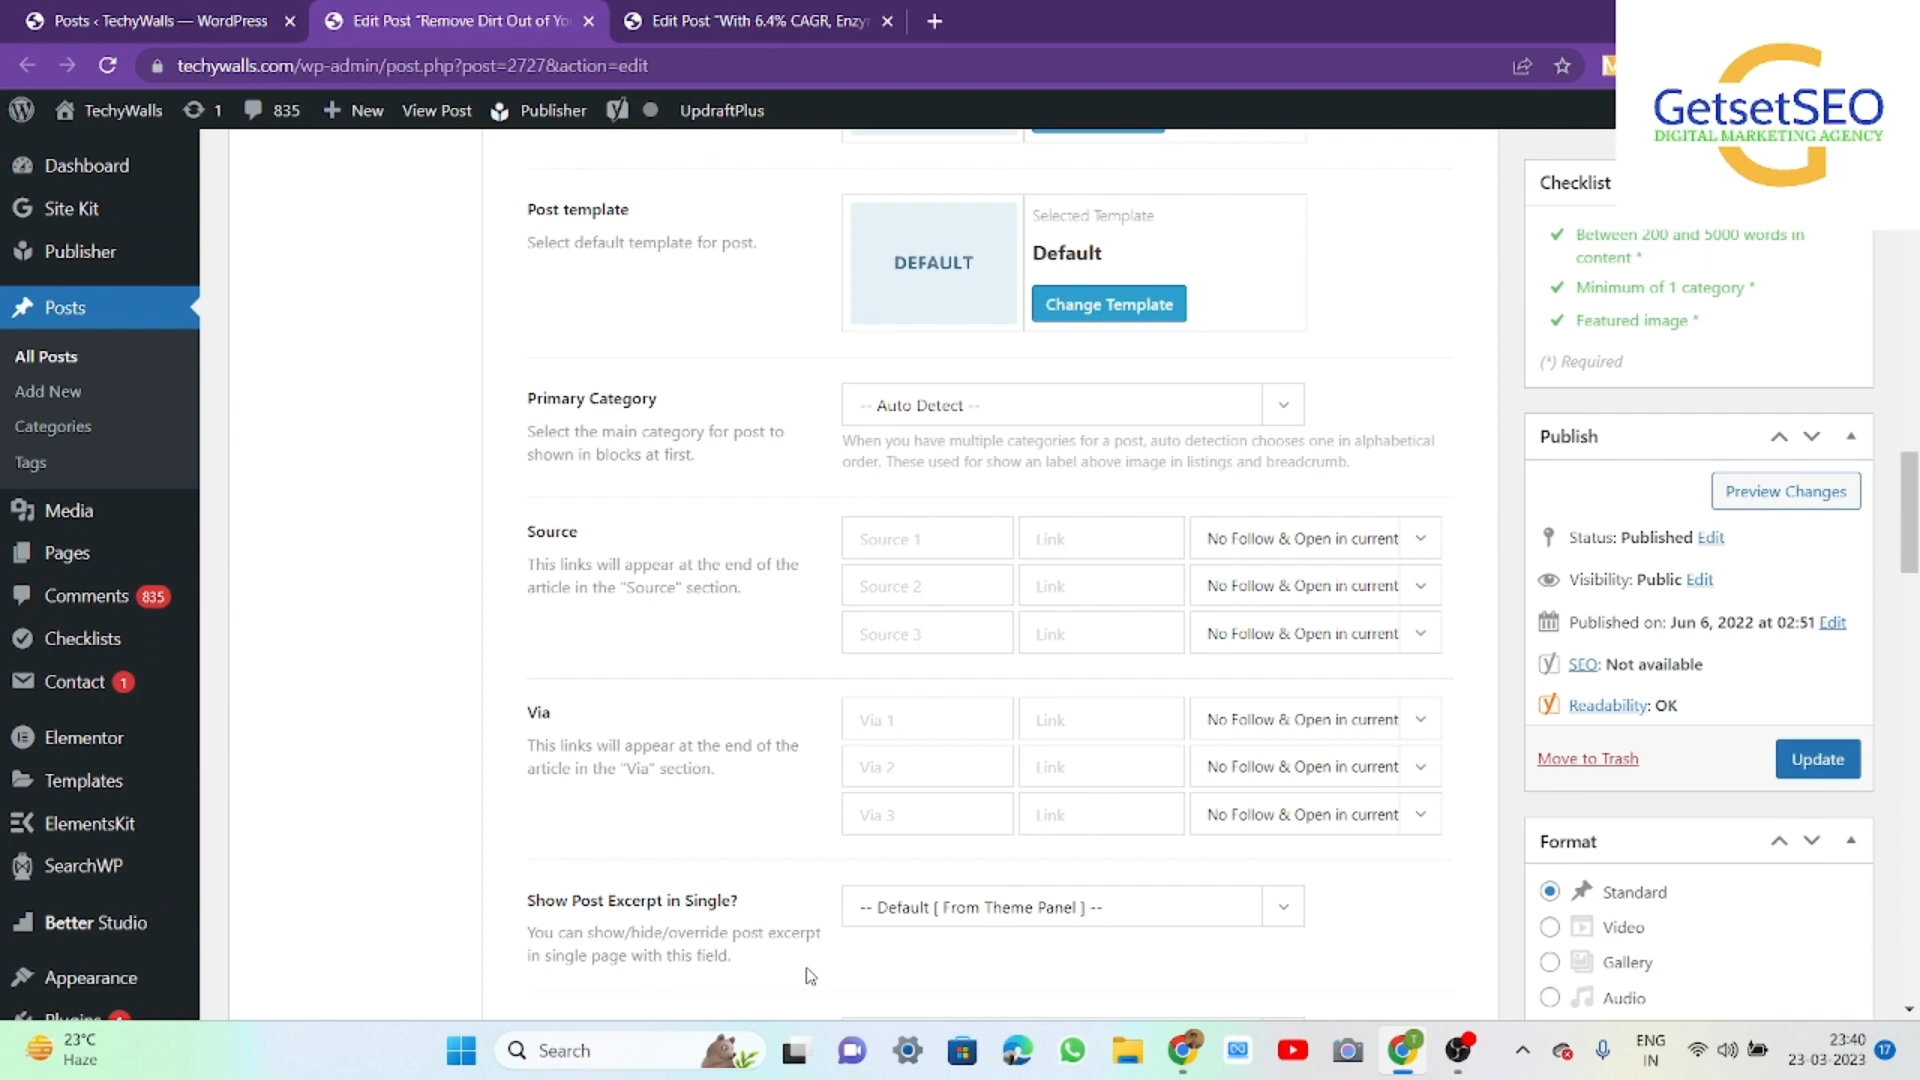 Posts ‹ TechyWalls — WordPress
Edit Post "Remove Dirt Out of Yo
Edit Post "With 6.4% CAGR, Enzy
techywalls.com/wp-admin/post.php?post=2727&action=edit
TechyWalls
1
835
New
View Post
Publisher
UpdraftPlus
GetsetSEO
DIGITAL MARKETING AGENCY
Dashboard
Site Kit
Publisher
Posts
All Posts
Add New
Categories
Tags
Media
Pages
Comments 835
Checklists
Contact 1
Elementor
Templates
ElementsKit
SearchWP
Better Studio
Appearance
Plugins
Post template
Select default template for post.
DEFAULT
Selected Template
Default
Change Template
Primary Category
Select the main category for post to
shown in blocks at first.
-- Auto Detect --
When you have multiple categories for a post, auto detection chooses one in alphabetical
order. These used for show an label above image in listings and breadcrumb.
Source
This links will appear at the end of the
article in the "Source" section.
Source 1 Link No Follow & Open in current
Source 2 Link No Follow & Open in current
Source 3 Link No Follow & Open in current
Via
This links will appear at the end of the
article in the "Via" section.
Via 1 Link No Follow & Open in current
Via 2 Link No Follow & Open in current
Via 3 Link No Follow & Open in current
Show Post Excerpt in Single?
You can show/hide/override post excerpt
in single page with this field.
-- Default [ From Theme Panel ] --
Checklist
Between 200 and 5000 words in
content *
Minimum of 1 category *
Featured image *
(*) Required
Publish
Preview Changes
Status: Published Edit
Visibility: Public Edit
Published on: Jun 6, 2022 at 02:51 Edit
SEO: Not available
Readability: OK
Move to Trash
Update
Format
Standard
Video
Gallery
Audio
23°C
Haze
Search
ENG
IN
23:40
23-03-2023
17